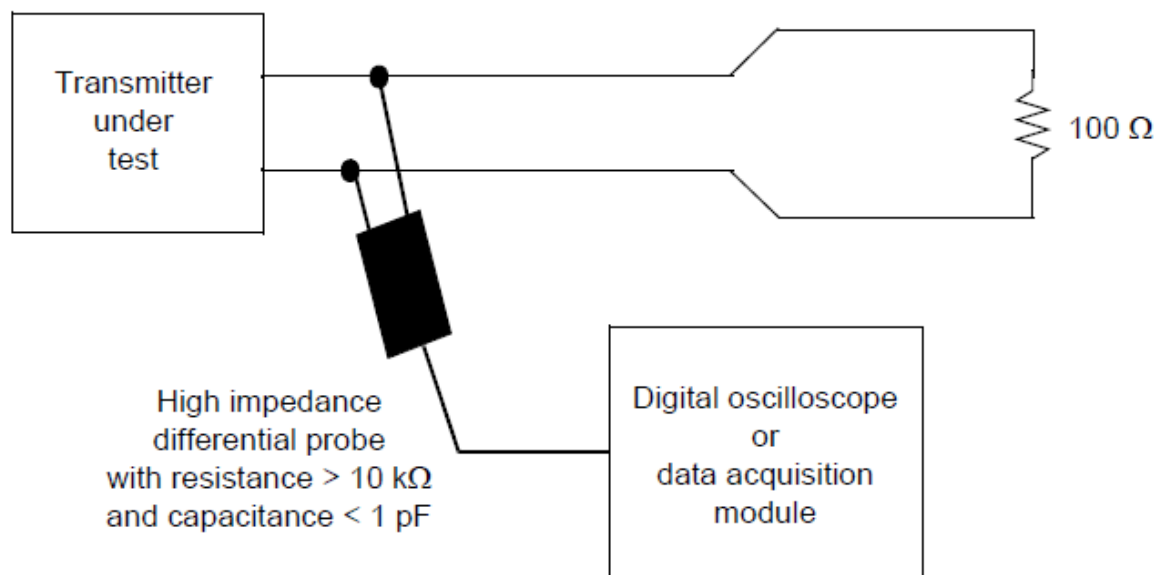 Transmitter
under
test
100 Ω
High impedance
differential probe
with resistance > 10 kΩ
and capacitance < 1 pF
Digital oscilloscope
or
data acquisition
module